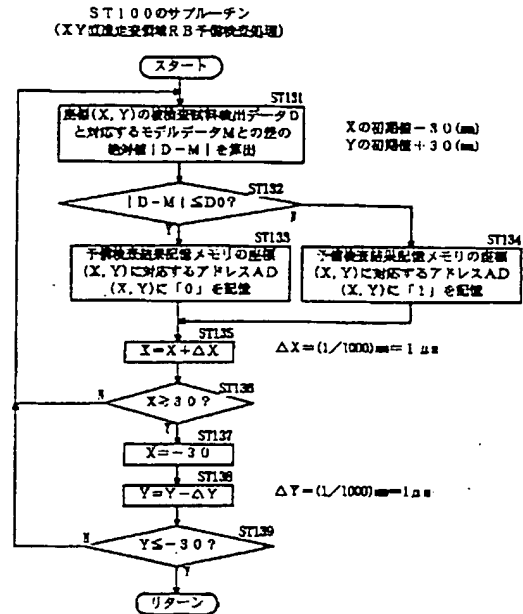 ST100のサブルーチン
(XY直進走査領域RB予備検査処理)
スタート
ST131
座標(X, Y)の被検査試料検出データD
と対応するモデルデータMとの差の
絶対値|D-M|を算出
Xの初期値-30(mm)
Yの初期値+30(mm)
ST132
|D-M|≦D0?
Y
N
ST133
予備検査結果記憶メモリの座標
(X, Y)に対応するアドレスAD
(X, Y)に「0」を記憶
ST134
予備検査結果記憶メモリの座標
(X, Y)に対応するアドレスAD
(X, Y)に「1」を記憶
ST135
X=X+ΔX
ΔX=(1/1000)mm=1μm
ST136
N
X≧30?
Y
ST137
X=-30
ST138
Y=Y-ΔY
ΔY=(1/1000)mm=1μm
ST139
N
Y≦-30?
Y
リターン